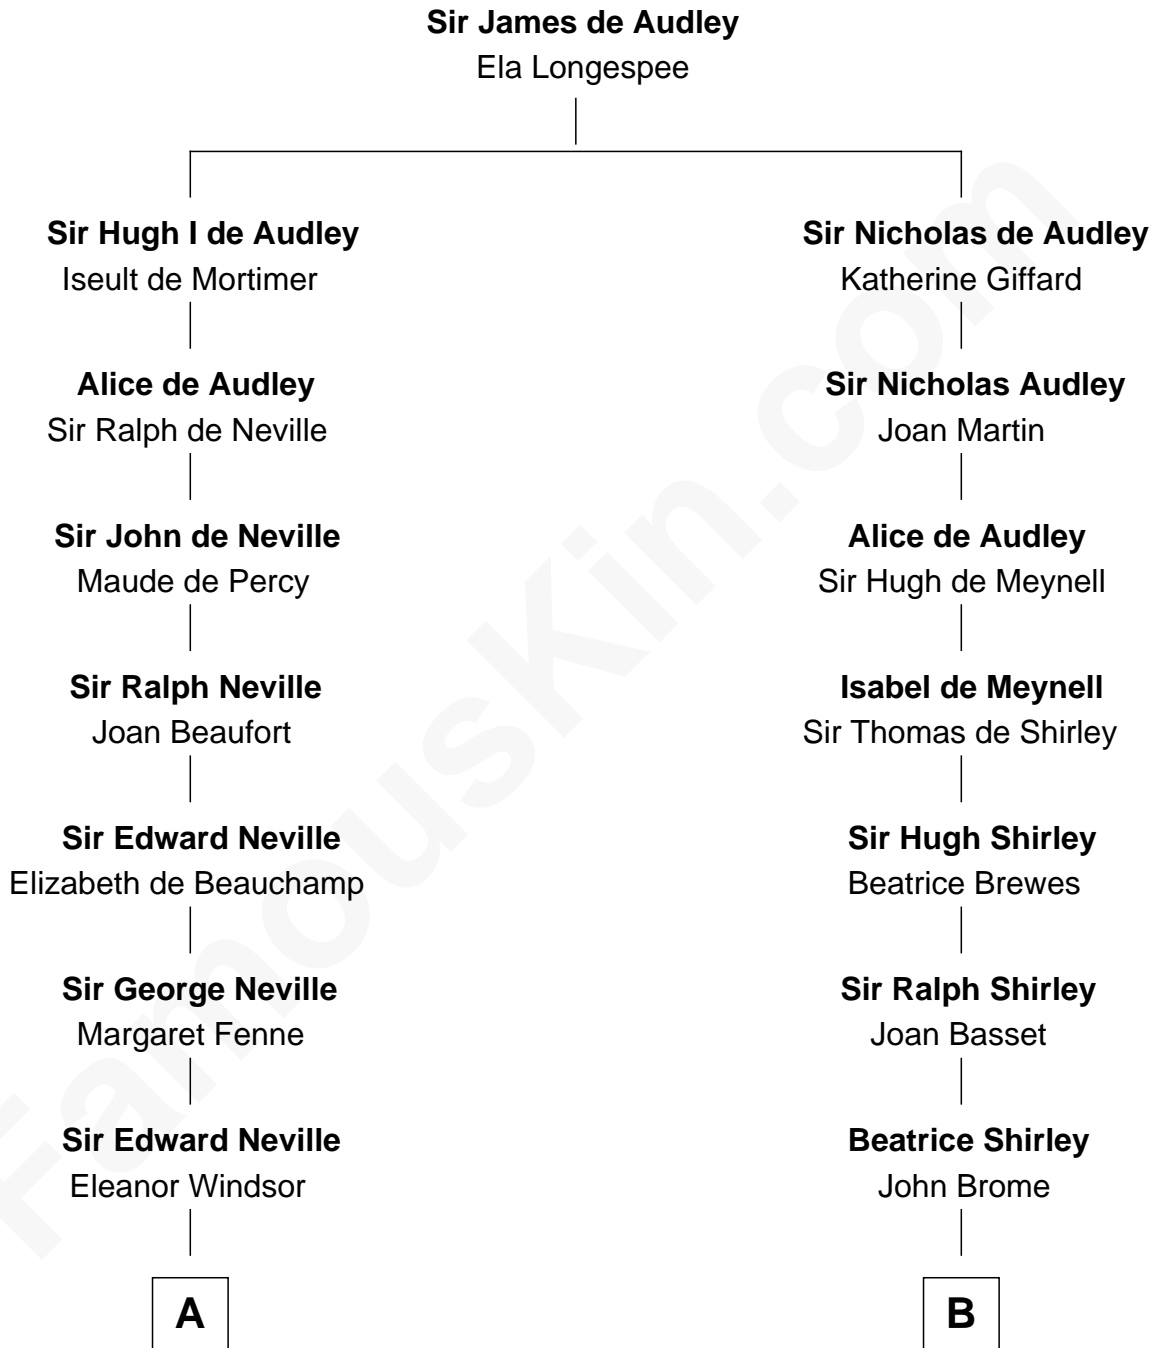 Sir James de Audley
Ela Longespee
Sir Hugh I de Audley
Iseult de Mortimer
Sir Nicholas de Audley
Katherine Giffard
Alice de Audley
Sir Ralph de Neville
Sir Nicholas Audley
Joan Martin
Sir John de Neville
Maude de Percy
Alice de Audley
Sir Hugh de Meynell
Sir Ralph Neville
Joan Beaufort
Isabel de Meynell
Sir Thomas de Shirley
Sir Edward Neville
Elizabeth de Beauchamp
Sir Hugh Shirley
Beatrice Brewes
Sir George Neville
Margaret Fenne
Sir Ralph Shirley
Joan Basset
Sir Edward Neville
Eleanor Windsor
Beatrice Shirley
John Brome
A
B
FamousKin.com